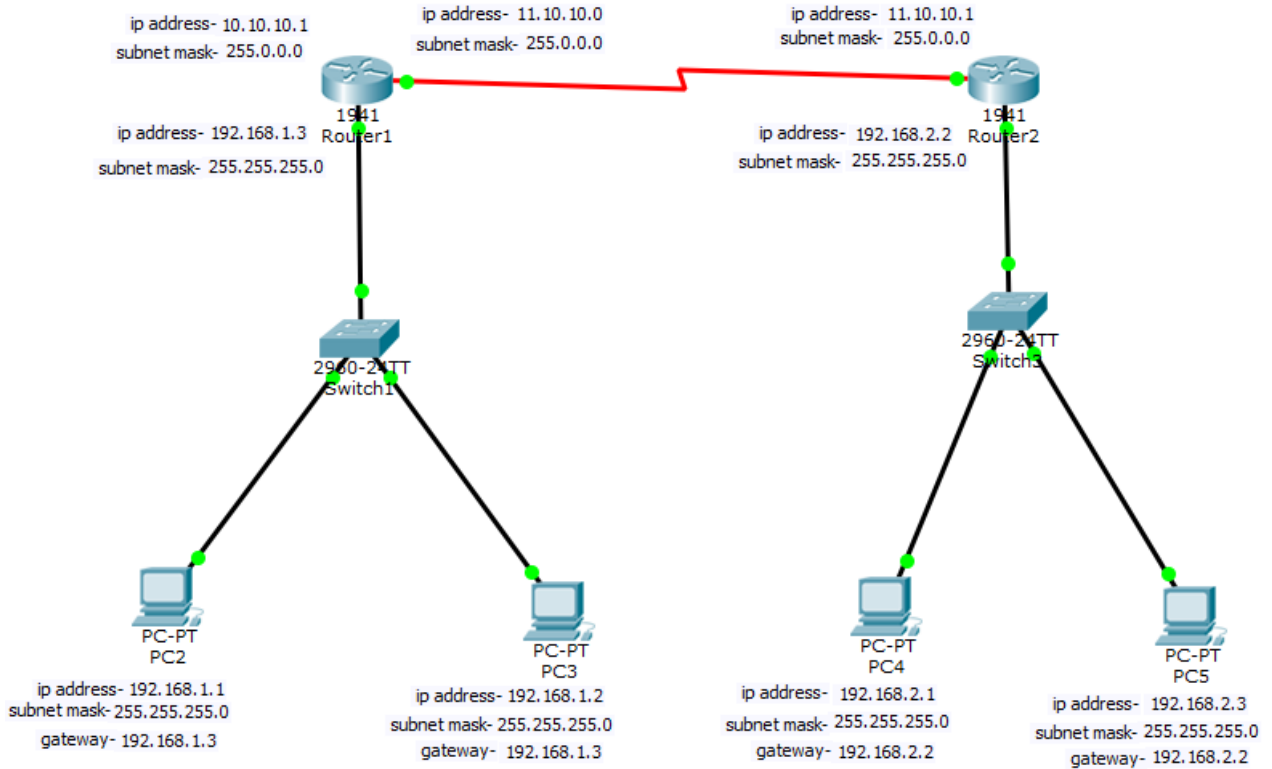 ip address- 10.10.10.1
subnet mask- 255.0.0.0
ip address- 11.10.10.0
subnet mask- 255.0.0.0
ip address- 11.10.10.1
subnet mask- 255.0.0.0
1941
Router1
1941
Router2
ip address- 192.168.1.3
subnet mask- 255.255.255.0
ip address- 192.168.2.2
subnet mask- 255.255.255.0
2960-24TT
Switch1
2960-24TT
Switch3
PC-PT
PC2
PC-PT
PC3
PC-PT
PC4
PC-PT
PC5
ip address- 192.168.1.1
subnet mask- 255.255.255.0
gateway- 192.168.1.3
ip address- 192.168.1.2
subnet mask- 255.255.255.0
gateway- 192.168.1.3
ip address- 192.168.2.1
subnet mask- 255.255.255.0
gateway- 192.168.2.2
ip address- 192.168.2.3
subnet mask- 255.255.255.0
gateway- 192.168.2.2